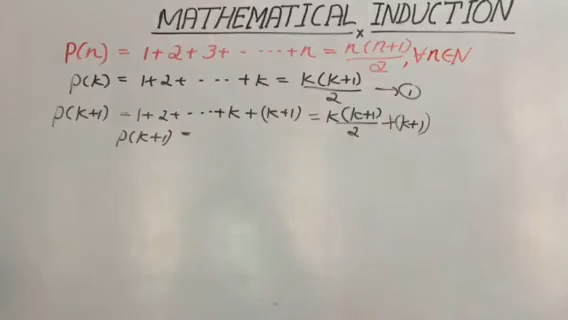 MATHEMATICAL INDUCTION
x
P(n) = 1+2+3+ - ---+n = n(n+1)/2, ∀n∈N
P(k) = 1+2+ - -- +k = k(k+1)/2 → ①
P(k+1) = 1+2+ - --+k+(k+1) = k(k+1)/2 +(k+1)
P(k+1) =